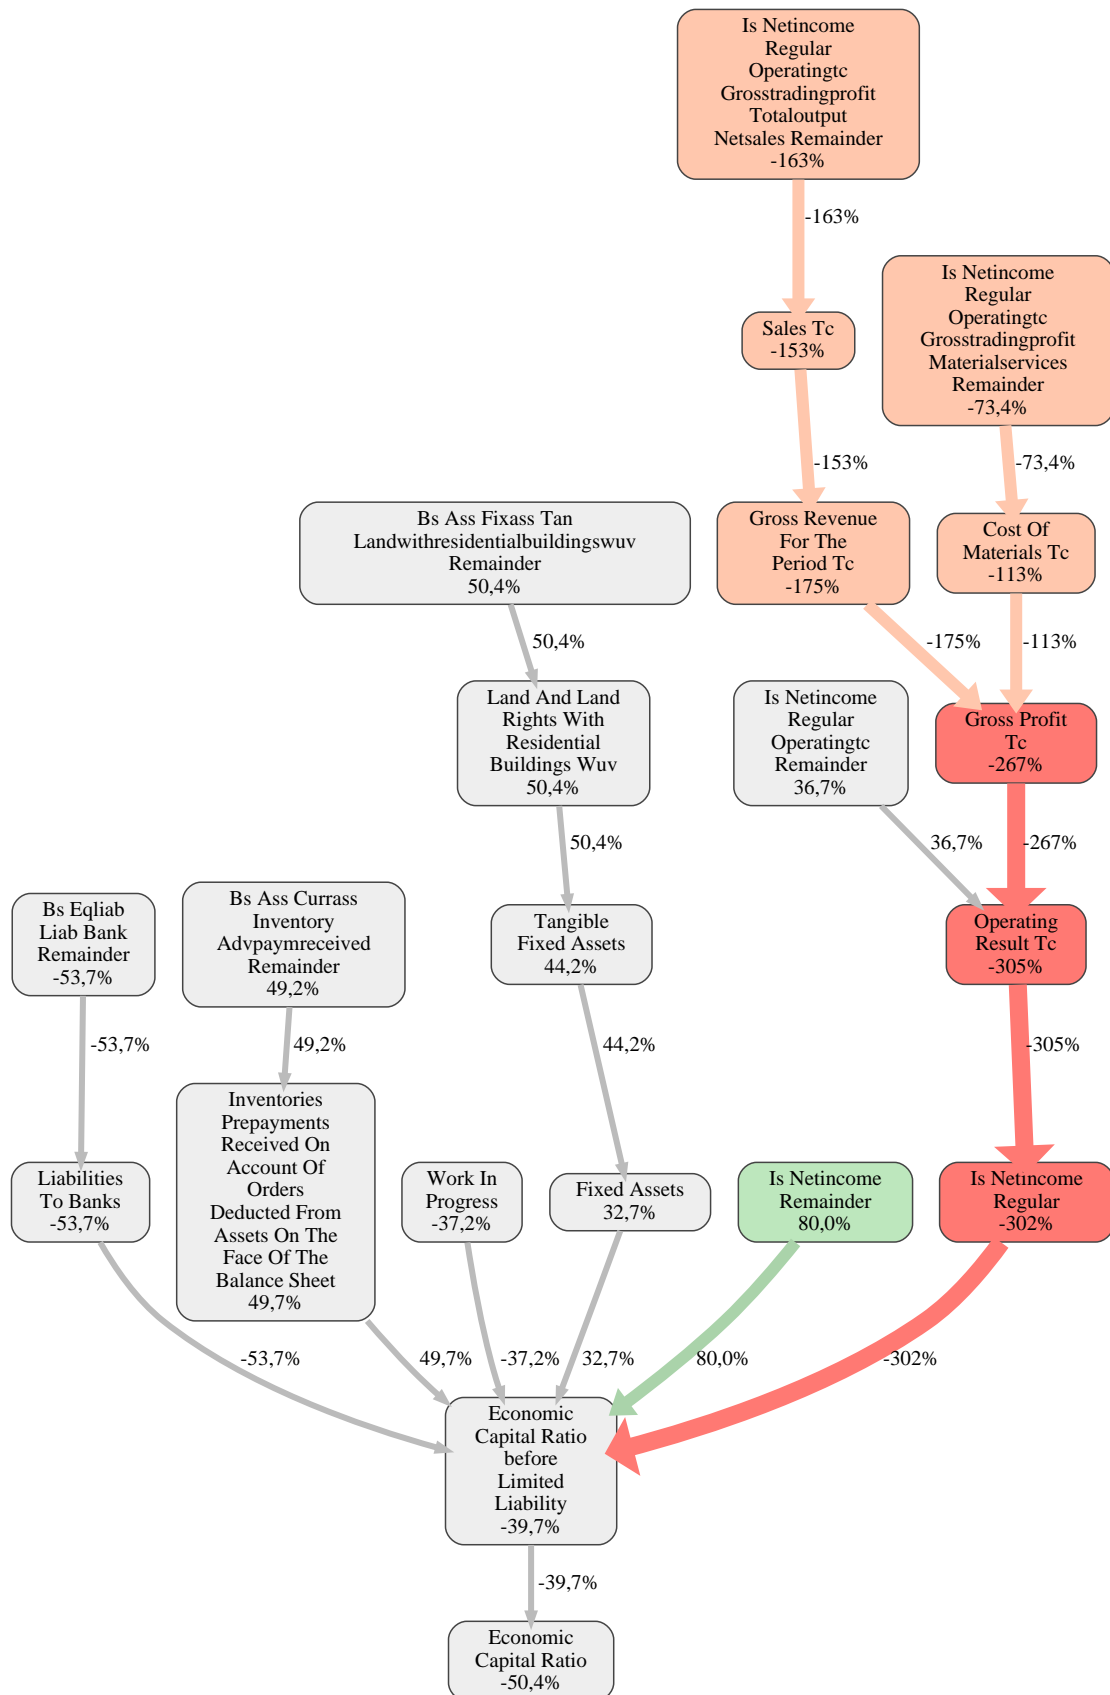 Is Netincome
Regular
Operatingtc
Grosstradingprofit
Totaloutput
Netsales Remainder
-163%
-163%
Is Netincome
Regular
Operatingtc
Grosstradingprofit
Materialservices
Remainder
-73,4%
Sales Tc
-153%
-153%
-73,4%
Bs Ass Fixass Tan
Landwithresidentialbuildingswuv
Remainder
50,4%
Gross Revenue
For The
Period Tc
-175%
Cost Of
Materials Tc
-113%
50,4%
-175%
-113%
Land And Land
Rights With
Residential
Buildings Wuv
50,4%
Is Netincome
Regular
Operatingtc
Remainder
36,7%
Gross Profit
Tc
-267%
50,4%
36,7%
-267%
Bs Eqliab
Liab Bank
Remainder
-53,7%
Bs Ass Currass
Inventory
Advpaymreceived
Remainder
49,2%
Tangible
Fixed Assets
44,2%
Operating
Result Tc
-305%
-53,7%
49,2%
44,2%
-305%
Liabilities
To Banks
-53,7%
Inventories
Prepayments
Received On
Account Of
Orders
Deducted From
Assets On The
Face Of The
Balance Sheet
49,7%
Work In
Progress
-37,2%
Fixed Assets
32,7%
Is Netincome
Remainder
80,0%
Is Netincome
Regular
-302%
-53,7%
49,7%
-37,2%
32,7%
80,0%
-302%
Economic
Capital Ratio
before
Limited
Liability
-39,7%
-39,7%
Economic
Capital Ratio
-50,4%